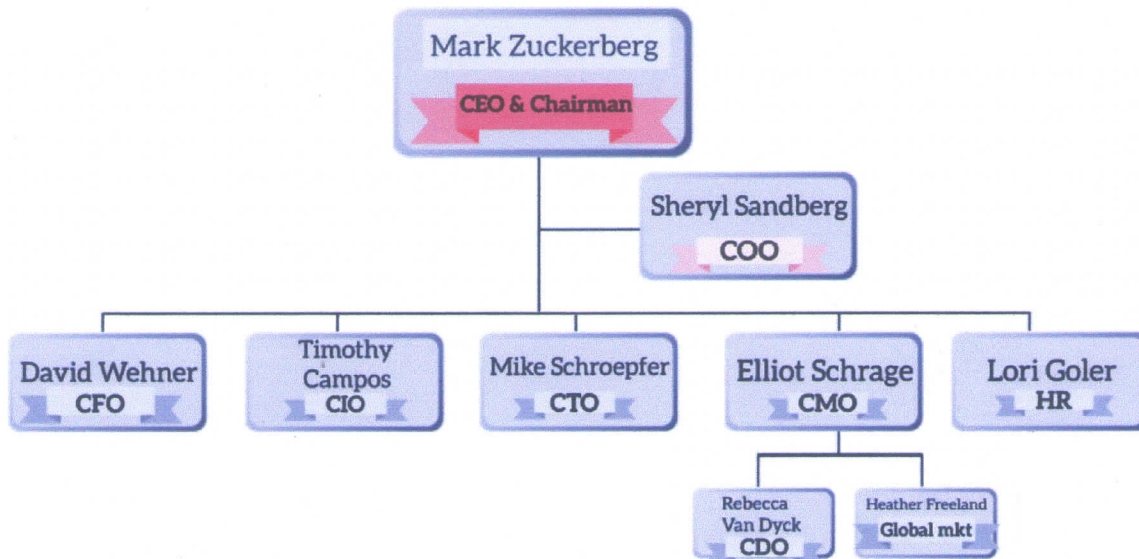 Mark Zuckerberg
CEO & Chairman
Sheryl Sandberg
COO
David Wehner
CFO
Timothy
Campos
CIO
Mike Schroepfer
CTO
Elliot Schrage
CMO
Lori Goler
HR
Rebecca
Van Dyck
CDO
Heather Freeland
Global mkt